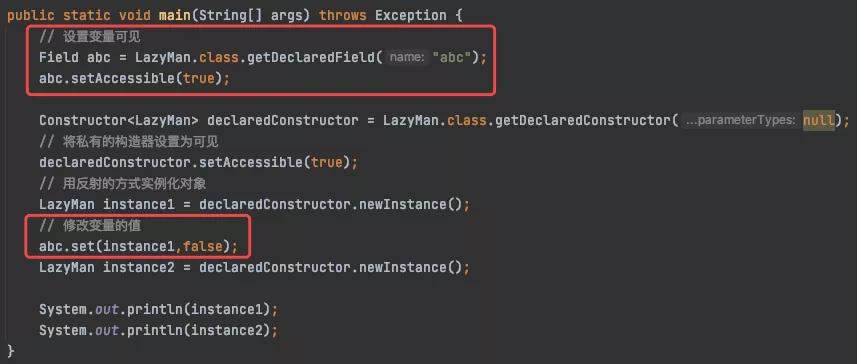 public static void main(String[] args) throws Exception {
// 设置变量可见
Field abc = LazyMan.class.getDeclaredField( name: "abc");
abc.setAccessible(true);
Constructor<LazyMan> declaredConstructor = LazyMan.class.getDeclaredConstructor( ...parameterTypes: null);
// 将私有的构造器设置为可见
declaredConstructor.setAccessible(true);
// 用反射的方式实例化对象
LazyMan instance1 = declaredConstructor.newInstance();
// 修改变量的值
abc.set(instance1,false);
LazyMan instance2 = declaredConstructor.newInstance();
System.out.println(instance1);
System.out.println(instance2);
}